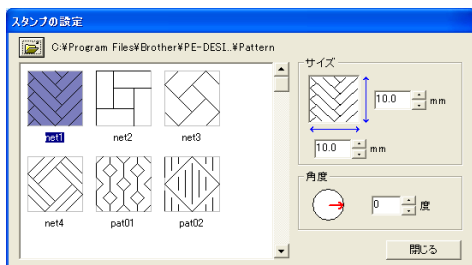 スタンプの設定
C:¥Program Files¥Brother¥PE-DESI..¥Pattern
net1 net2 net3
net4 pat01 pat02
サイズ
10.0 mm
10.0 mm
角度
0 度
閉じる